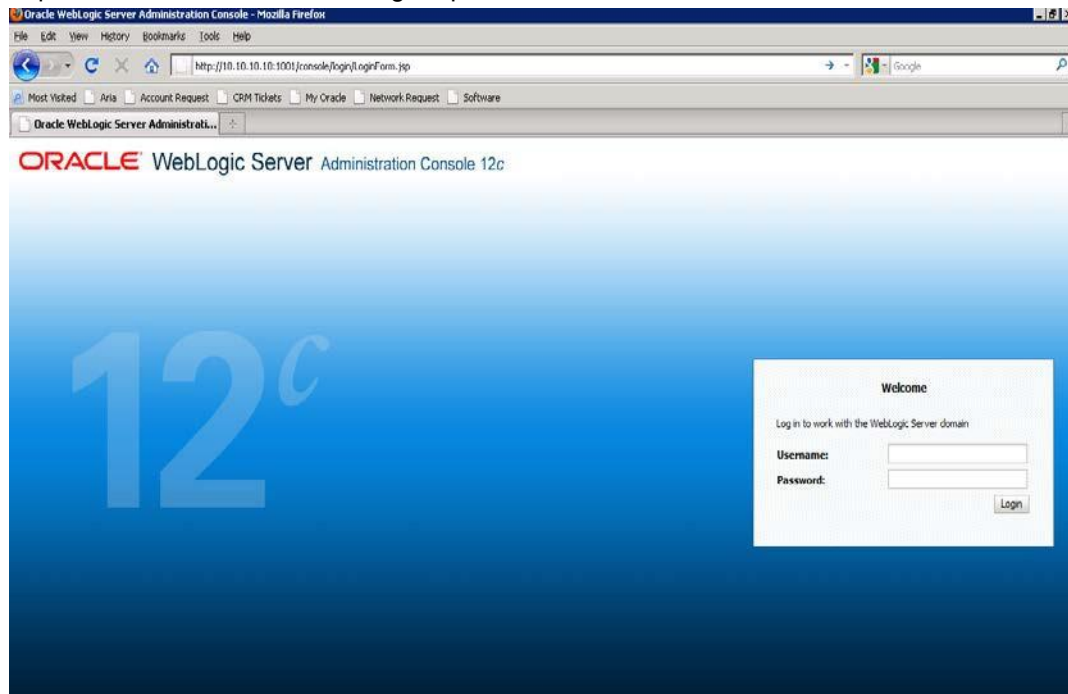 Oracle WebLogic Server Administration Console - Mozilla Firefox
File Edit View History Bookmarks Tools Help
http://10.10.10.10:1001/console/login/LoginForm.jsp Google
Most Visited Aria Account Request CRM Tickets My Oracle Network Request Software
Oracle WebLogic Server Administrati...
ORACLE WebLogic Server Administration Console 12c
12c
Welcome
Log in to work with the WebLogic Server domain
Username:
Password:
Login